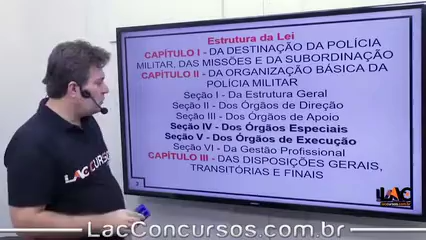 Estrutura da Lei
CAPÍTULO I - DA DESTINAÇÃO DA POLÍCIA
MILITAR, DAS MISSÕES E DA SUBORDINAÇÃO
CAPÍTULO II - DA ORGANIZAÇÃO BÁSICA DA
POLÍCIA MILITAR
Seção I - Da Estrutura Geral
Seção II - Dos Órgãos de Direção
Seção III - Dos Órgãos de Apoio
Seção IV - Dos Órgãos Especiais
Seção V - Dos Órgãos de Execução
Seção VI - Da Gestão Profissional
CAPÍTULO III - DAS DISPOSIÇÕES GERAIS,
TRANSITÓRIAS E FINAIS
LAC CURSOS
LAC
LacConcursos.com.br